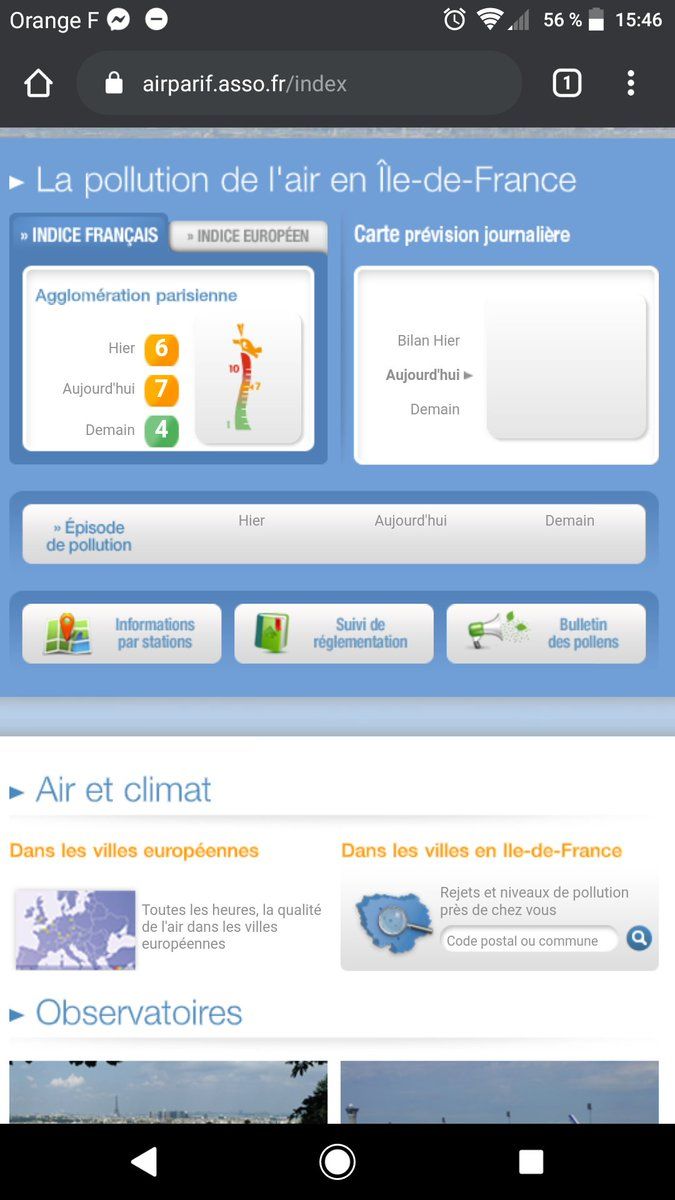 Orange F 56 % 15:46
airparif.asso.fr/index 1
La pollution de l'air en Île-de-France
» INDICE FRANÇAIS
» INDICE EUROPÉEN
Agglomération parisienne
Hier 6
Aujourd'hui 7
Demain 4
10
7
1
Carte prévision journalière
Bilan Hier
Aujourd'hui
Demain
» Épisode
de pollution
Hier Aujourd'hui Demain
Informations
par stations
Suivi de
réglementation
Bulletin
des pollens
Air et climat
Dans les villes européennes
Toutes les heures, la qualité
de l'air dans les villes
européennes
Dans les villes en Ile-de-France
Rejets et niveaux de pollution
près de chez vous
Code postal ou commune
Observatoires